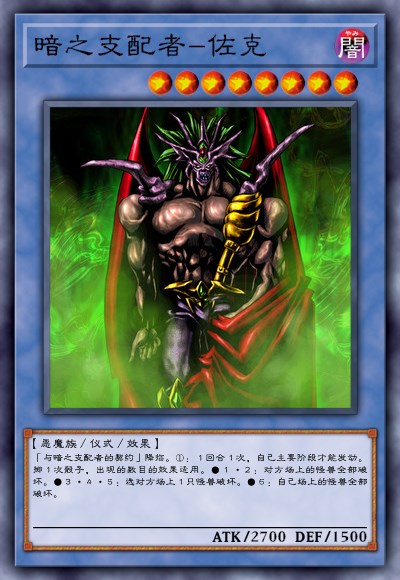 暗之支配者-佐克
闇
やみ
【恶魔族/仪式/效果】
「与暗之支配者的契约」降临。①：1回合1次，自己主要阶段才能发动。
掷1次骰子，出现的数目的效果适用。●1·2：对方场上的怪兽全部破
坏。●3·4·5：选对方场上1只怪兽破坏。●6：自己场上的怪兽全部
破坏。
ATK/2700 DEF/1500